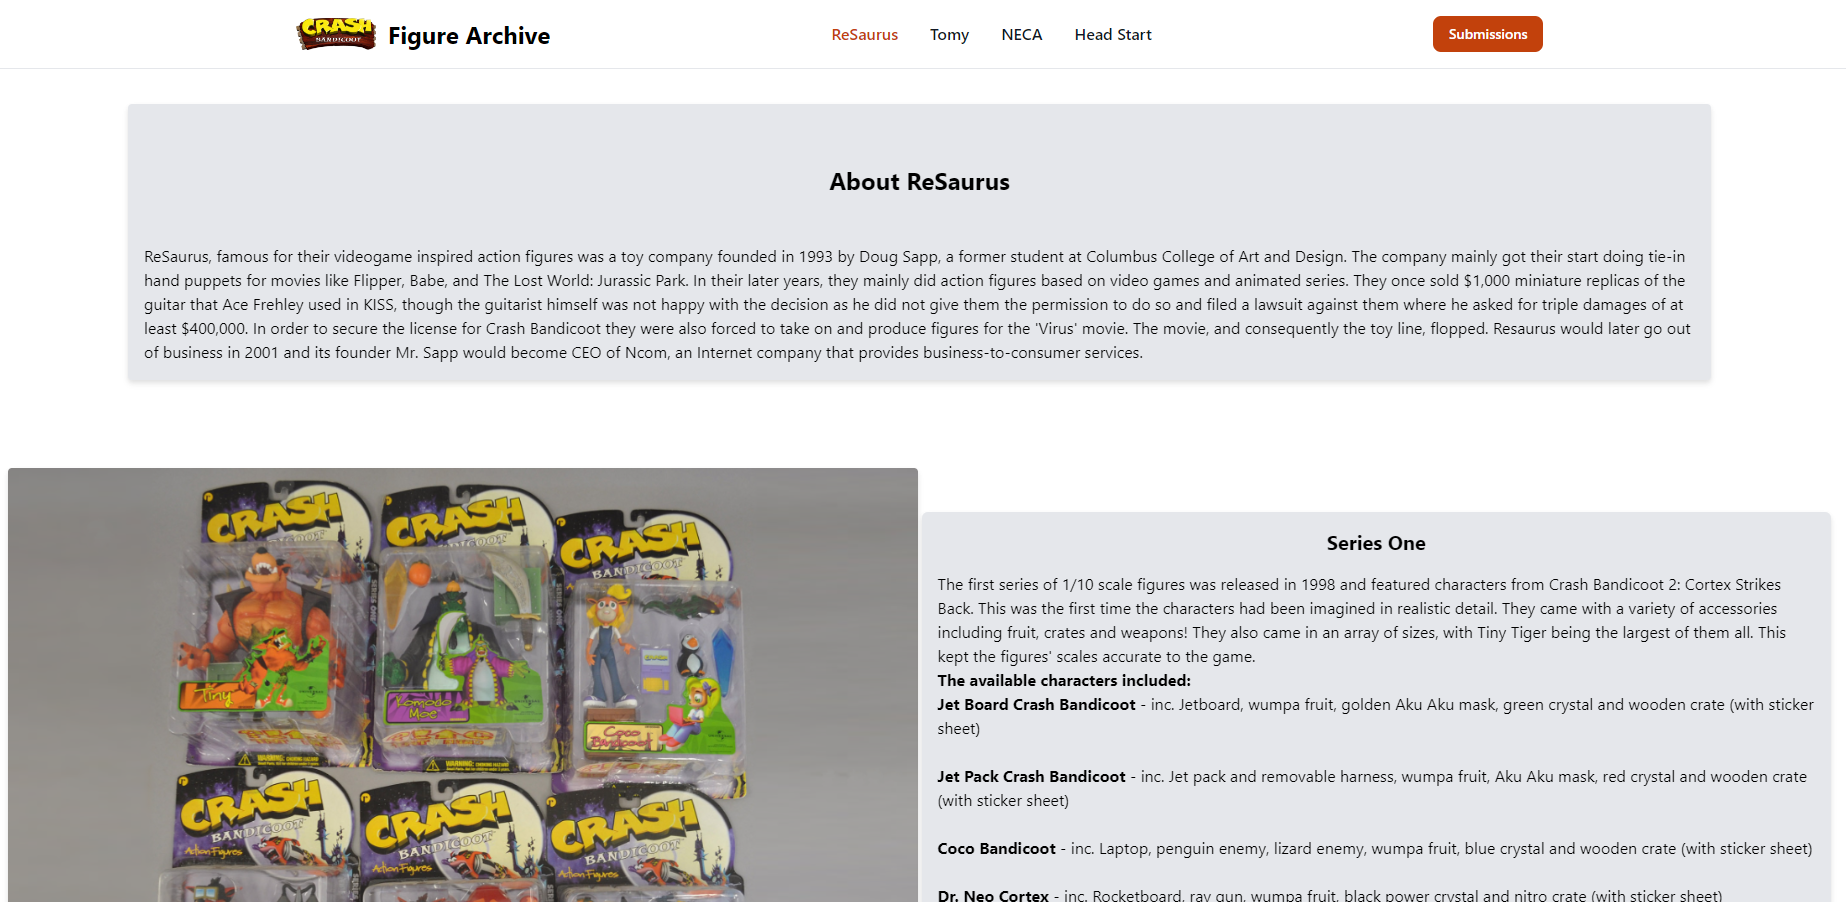 CRASH
BANDICOOT
Figure Archive
ReSaurus
Tomy
NECA
Head Start
Submissions
About ReSaurus
ReSaurus, famous for their videogame inspired action figures was a toy company founded in 1993 by Doug Sapp, a former student at Columbus College of Art and Design. The company mainly got their start doing tie-in
hand puppets for movies like Flipper, Babe, and The Lost World: Jurassic Park. In their later years, they mainly did action figures based on video games and animated series. They once sold $1,000 miniature replicas of the
guitar that Ace Frehley used in KISS, though the guitarist himself was not happy with the decision as he did not give them the permission to do so and filed a lawsuit against them where he asked for triple damages of at
least $400,000. In order to secure the license for Crash Bandicoot they were also forced to take on and produce figures for the 'Virus' movie. The movie, and consequently the toy line, flopped. Resaurus would later go out
of business in 2001 and its founder Mr. Sapp would become CEO of Ncom, an Internet company that provides business-to-consumer services.
CRASH
CRASH
BANDICOOT
CRASH
BANDICOOT
Tiny
Komodo
Moe
Coco
Bandicoot
WARNING:
WARNING:
CRASH
BANDICOOT
Action Figures
CRASH
BANDICOOT
Action Figures
CRASH
BANDICOOT
Action Figures
Series One
The first series of 1/10 scale figures was released in 1998 and featured characters from Crash Bandicoot 2: Cortex Strikes
Back. This was the first time the characters had been imagined in realistic detail. They came with a variety of accessories
including fruit, crates and weapons! They also came in an array of sizes, with Tiny Tiger being the largest of them all. This
kept the figures' scales accurate to the game.
The available characters included:
Jet Board Crash Bandicoot - inc. Jetboard, wumpa fruit, golden Aku Aku mask, green crystal and wooden crate (with sticker
sheet)
Jet Pack Crash Bandicoot - inc. Jet pack and removable harness, wumpa fruit, Aku Aku mask, red crystal and wooden crate
(with sticker sheet)
Coco Bandicoot - inc. Laptop, penguin enemy, lizard enemy, wumpa fruit, blue crystal and wooden crate (with sticker sheet)
Dr. Neo Cortex - inc. Rocketboard, ray gun, wumpa fruit, black power crystal and nitro crate (with sticker sheet)